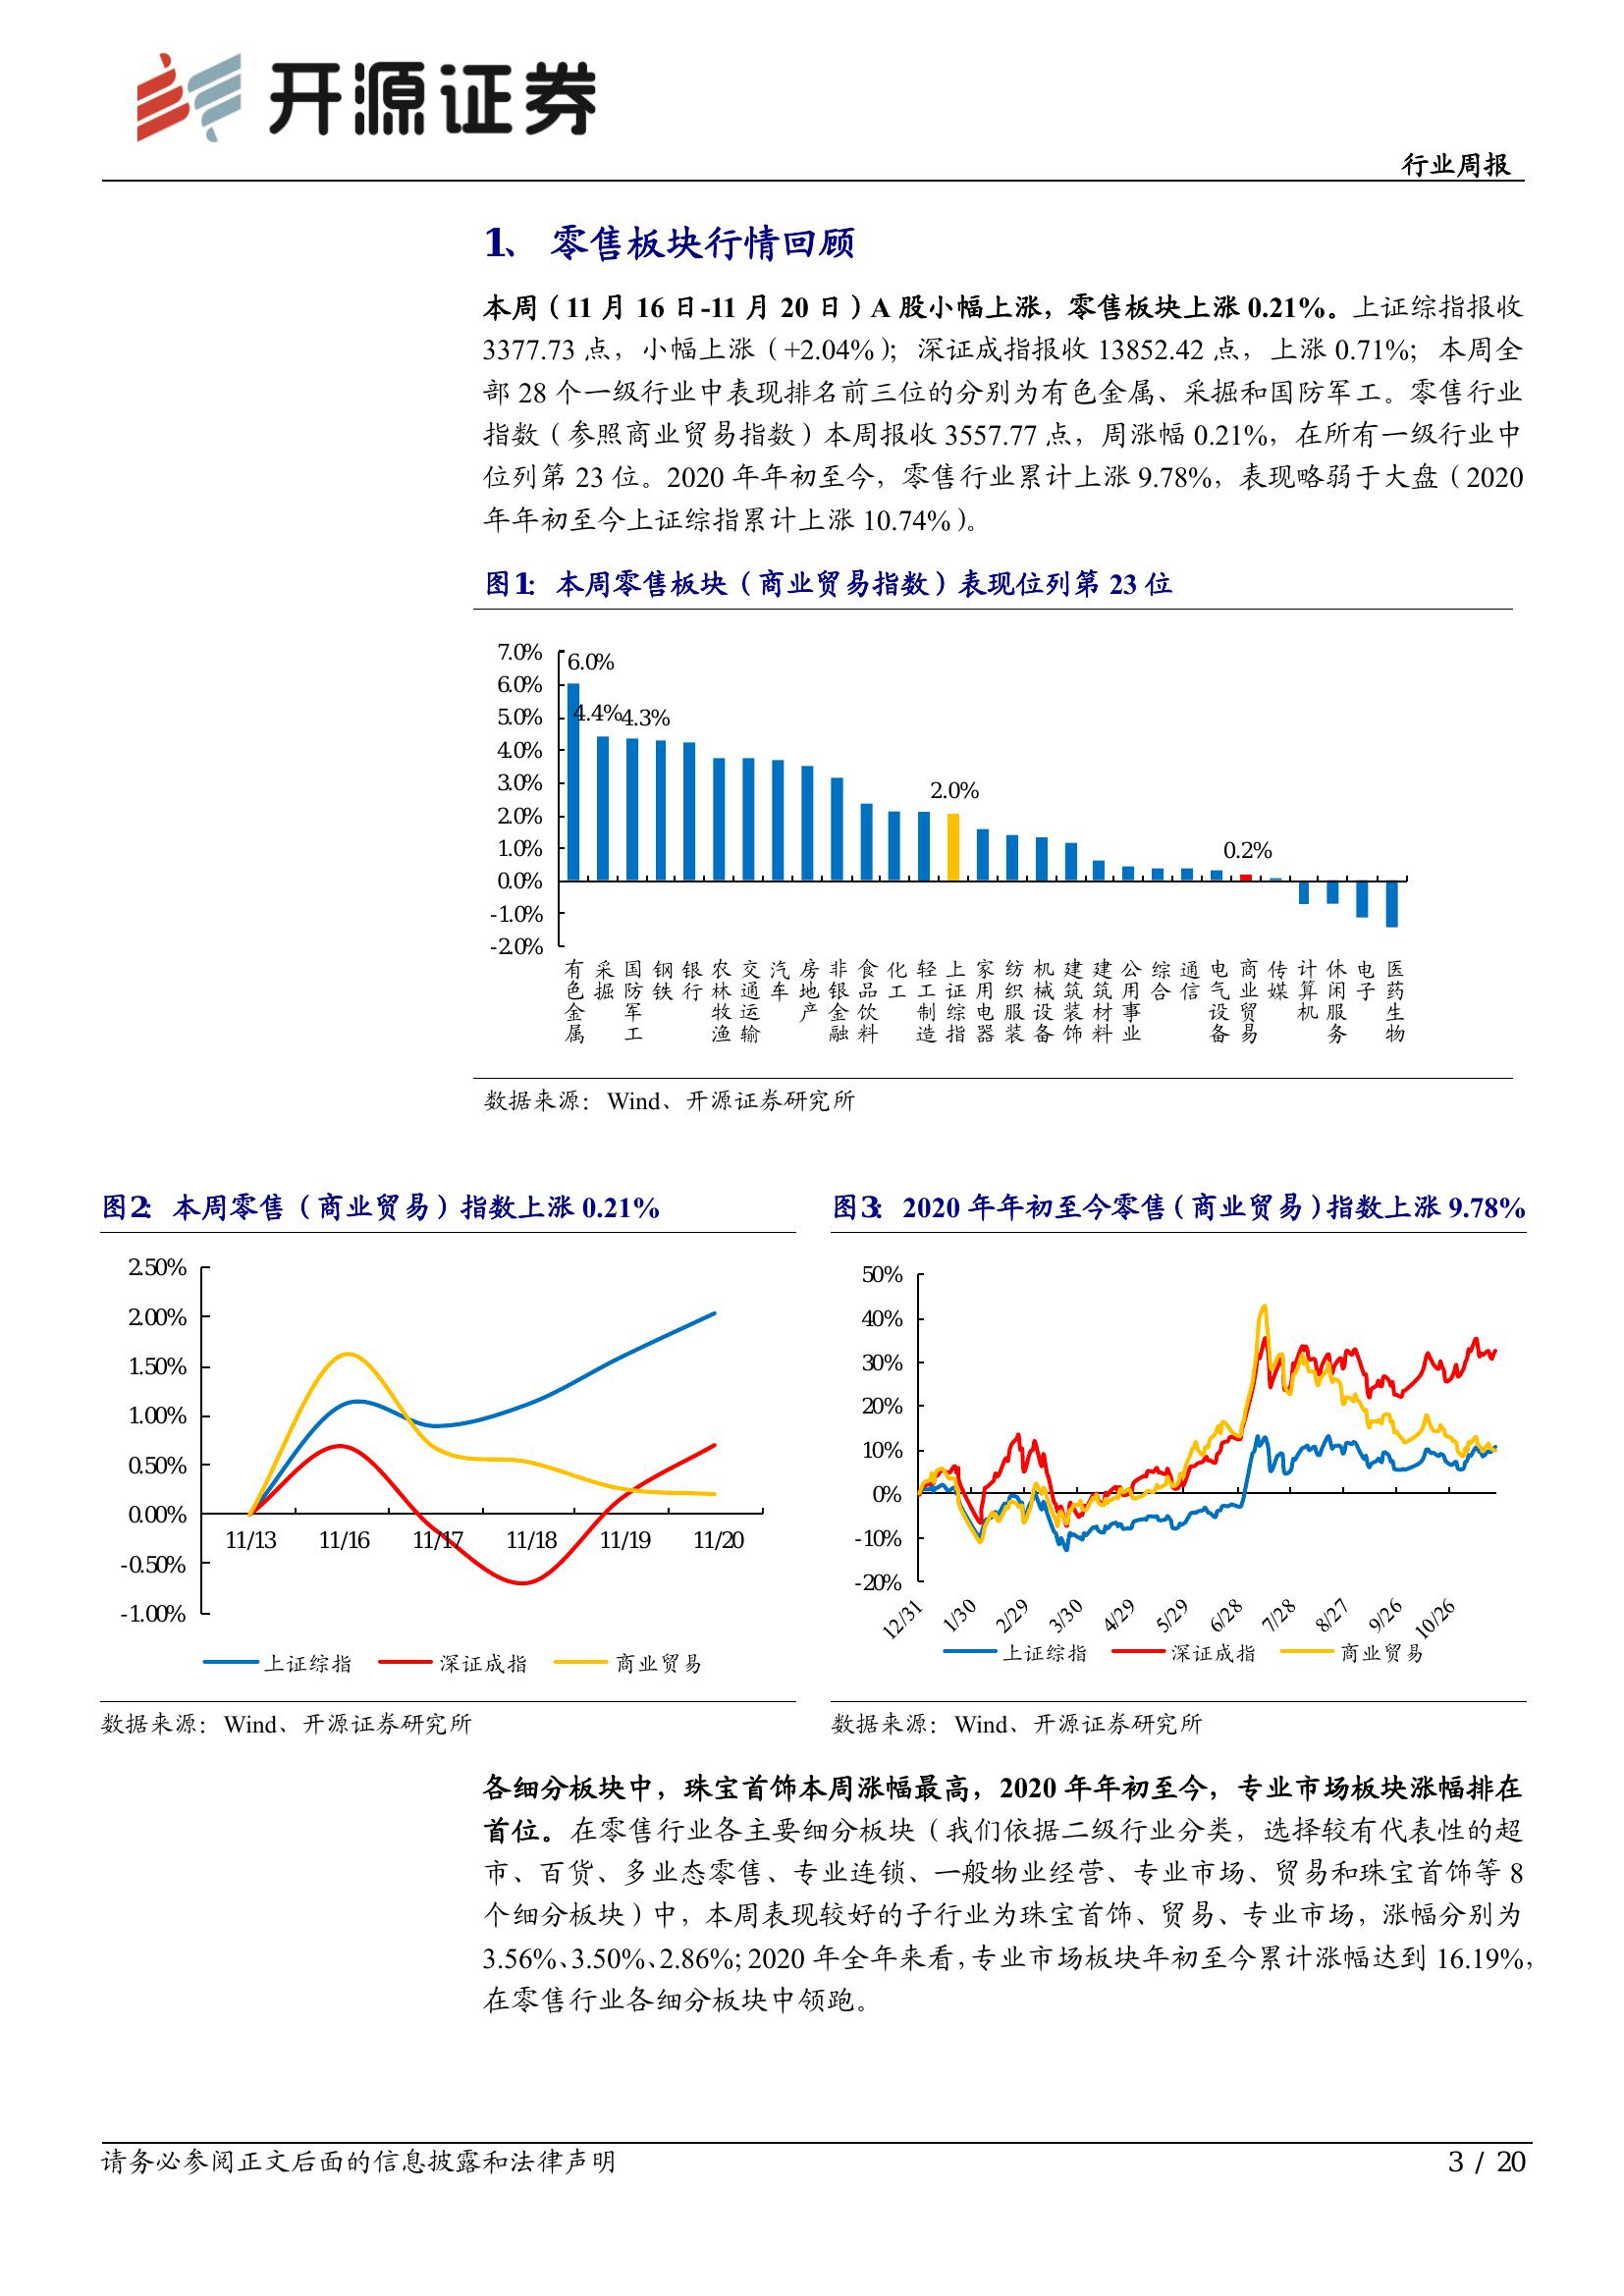 开源证券
行业周报
1、 零售板块行情回顾
本周（11 月 16 日-11 月 20 日）A 股小幅上涨，零售板块上涨 0.21%。上证综指报收
3377.73 点，小幅上涨（+2.04%）；深证成指报收 13852.42 点，上涨 0.71%；本周全
部 28 个一级行业中表现排名前三位的分别为有色金属、采掘和国防军工。零售行业
指数（参照商业贸易指数）本周报收 3557.77 点，周涨幅 0.21%，在所有一级行业中
位列第 23 位。2020 年年初至今，零售行业累计上涨 9.78%，表现略弱于大盘（2020
年年初至今上证综指累计上涨 10.74%）。
图1： 本周零售板块（商业贸易指数）表现位列第 23 位
7.0%
6.0%
5.0%
4.0%
3.0%
2.0%
1.0%
0.0%
-1.0%
-2.0%
6.0%
4.4%
4.3%
2.0%
0.2%
有色金属
采掘
国防军工
钢铁
银行
农林牧渔
交通运输
汽车
房地产
非银金融
食品饮料
化工
轻工制造
上证综指
家用电器
纺织服装
机械设备
建筑装饰
建筑材料
公用事业
综合
通信
电气设备
商业贸易
传媒
计算机
休闲服务
电子
医药生物
数据来源：Wind、开源证券研究所
图2： 本周零售（商业贸易）指数上涨 0.21%
2.50%
2.00%
1.50%
1.00%
0.50%
0.00%
-0.50%
-1.00%
11/13 11/16 11/17 11/18 11/19 11/20
上证综指 深证成指 商业贸易
数据来源：Wind、开源证券研究所
图3： 2020 年年初至今零售（商业贸易）指数上涨 9.78%
50%
40%
30%
20%
10%
0%
-10%
-20%
12/31 1/30 2/29 3/30 4/29 5/29 6/28 7/28 8/27 9/26 10/26
上证综指 深证成指 商业贸易
数据来源：Wind、开源证券研究所
各细分板块中，珠宝首饰本周涨幅最高，2020 年年初至今，专业市场板块涨幅排在
首位。在零售行业各主要细分板块（我们依据二级行业分类，选择较有代表性的超
市、百货、多业态零售、专业连锁、一般物业经营、专业市场、贸易和珠宝首饰等 8
个细分板块）中，本周表现较好的子行业为珠宝首饰、贸易、专业市场，涨幅分别为
3.56%、3.50%、2.86%；2020 年全年来看，专业市场板块年初至今累计涨幅达到 16.19%，
在零售行业各细分板块中领跑。
请务必参阅正文后面的信息披露和法律声明
3 / 20